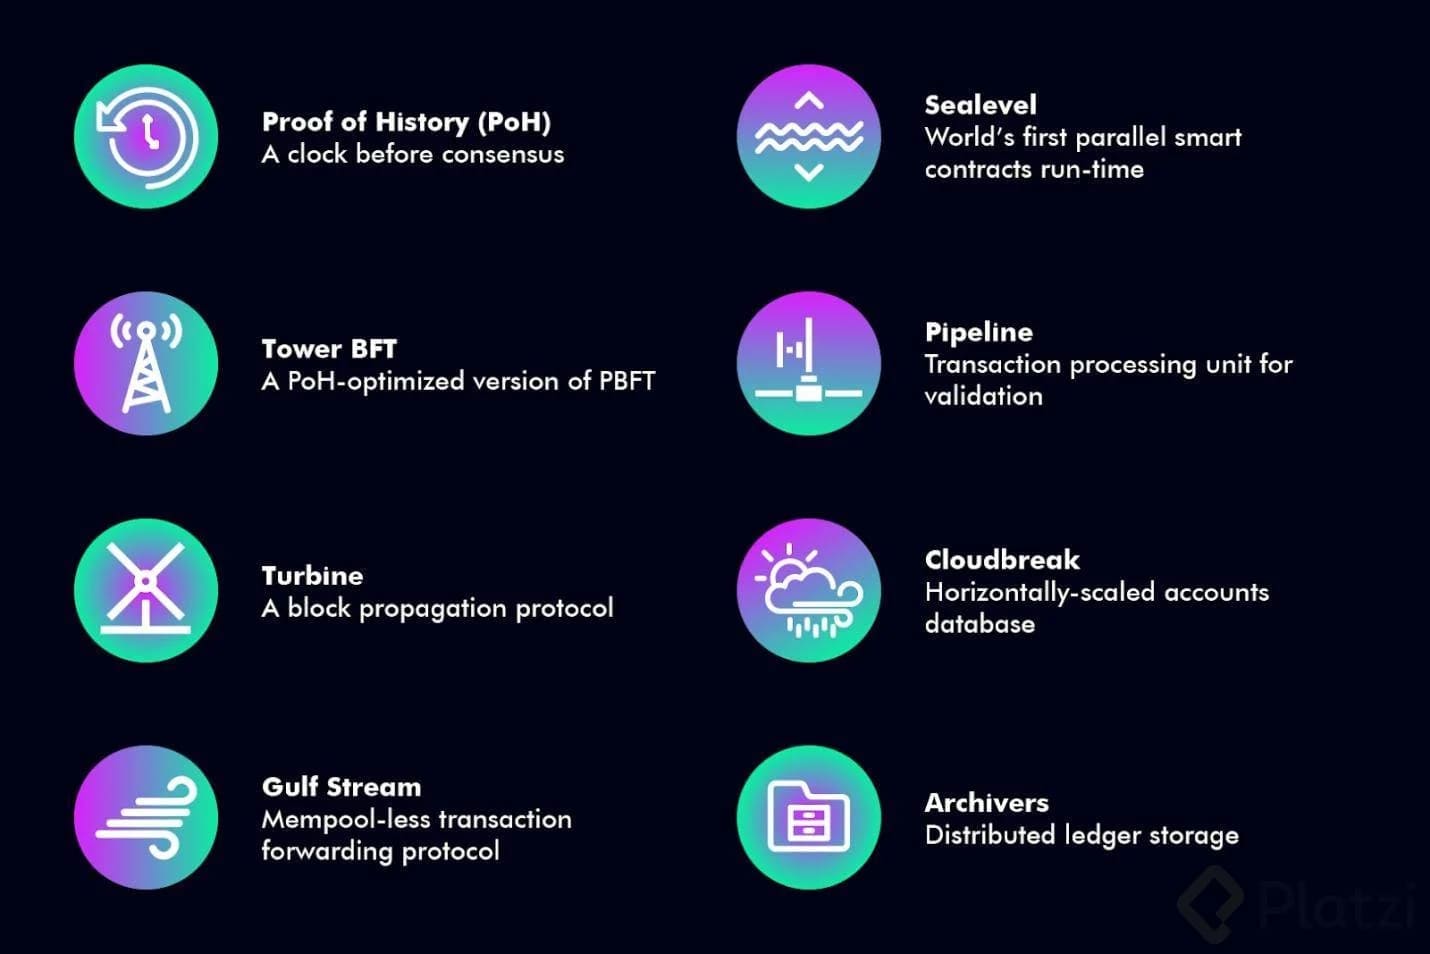 Proof of History (PoH)
A clock before consensus
Tower BFT
A PoH-optimized version of PBFT
Turbine
A block propagation protocol
Gulf Stream
Mempool-less transaction
forwarding protocol
Sealevel
World's first parallel smart
contracts run-time
Pipeline
Transaction processing unit for
validation
Cloudbreak
Horizontally-scaled accounts
database
Archivers
Distributed ledger storage
Platzi